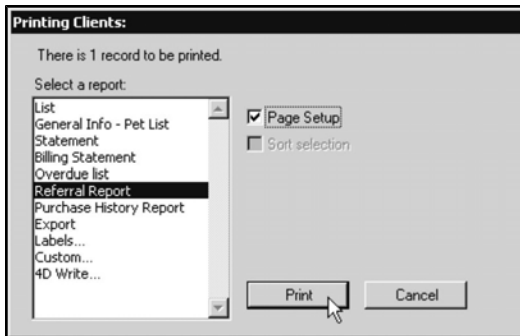 Printing Clients:
There is 1 record to be printed.
Select a report:
List
General Info - Pet List
Statement
Billing Statement
Overdue list
Referral Report
Purchase History Report
Export
Labels...
Custom...
4D Write...
Page Setup
Sort selection
Print
Cancel